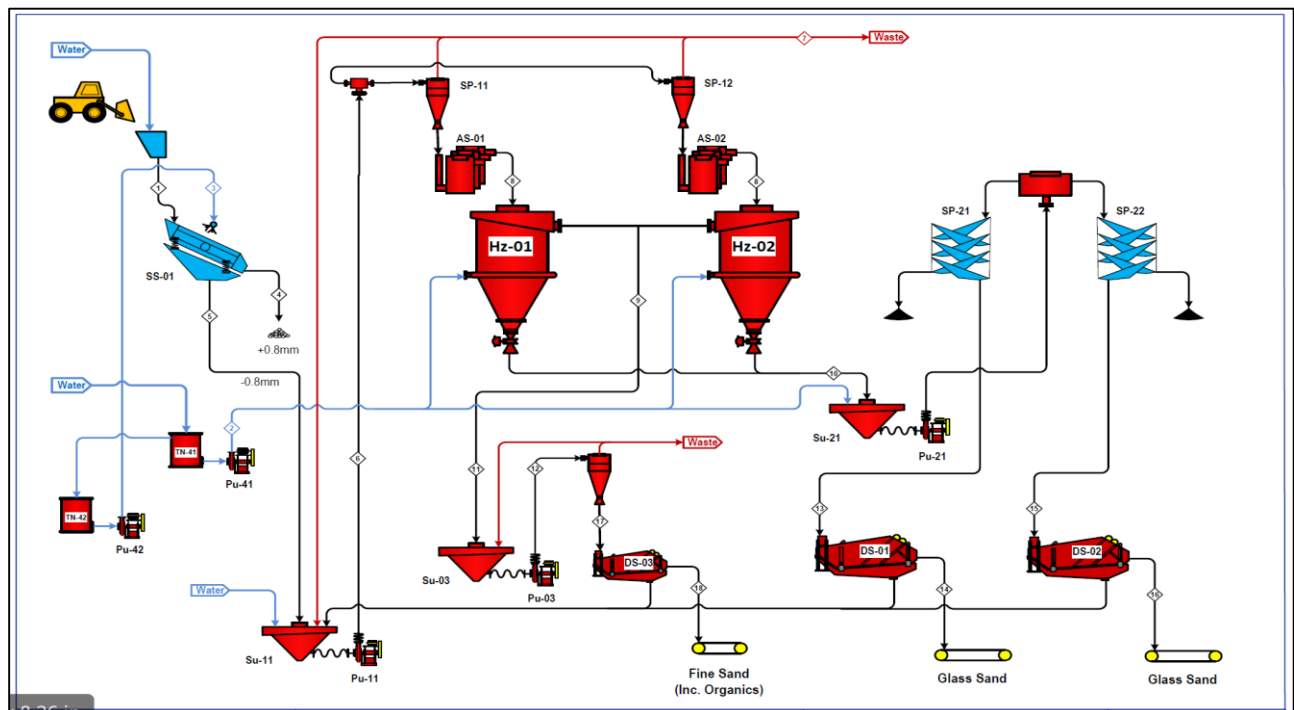 Water
7
Waste
SP-11
SP-12
AS-01
AS-02
1
3
8
8
SP-21
SP-22
Hz-01
Hz-02
SS-01
4
5
9
+0.8mm
-0.8mm
10
Water
2
Su-21
Pu-21
TN-41
Pu-41
6
11
12
Waste
TN-42
Pu-42
17
13
15
DS-03
DS-01
DS-02
Su-03
Pu-03
18
14
16
Water
Su-11
Pu-11
Fine Sand
(Inc. Organics)
Glass Sand
Glass Sand